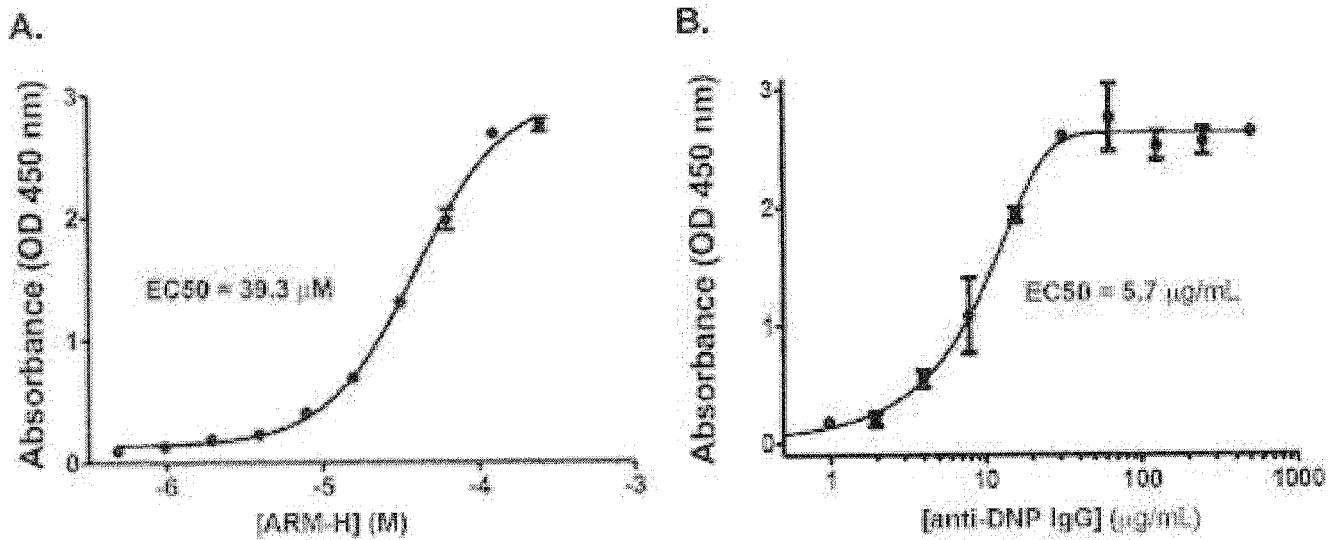 A.
Absorbance (OD 450 nm)
3
2
1
0
EC50 = 39.3 µM
-6
-5
-4
-3
[ARM-H] (M)
B.
Absorbance (OD 450 nm)
3
2
1
0
EC50 = 5.7 µg/mL
1
10
100
1000
[anti-DNP IgG] (µg/mL)